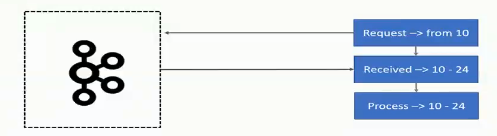 Request –> from 10
Received –> 10 - 24
Process –> 10 - 24